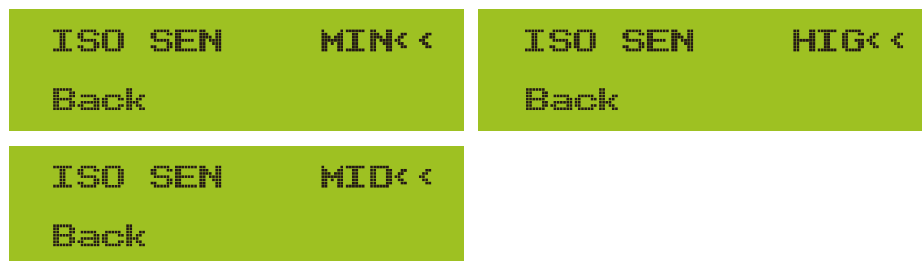 ISO SEN MIN<<
Back
ISO SEN HIG<<
Back
ISO SEN MID<<
Back